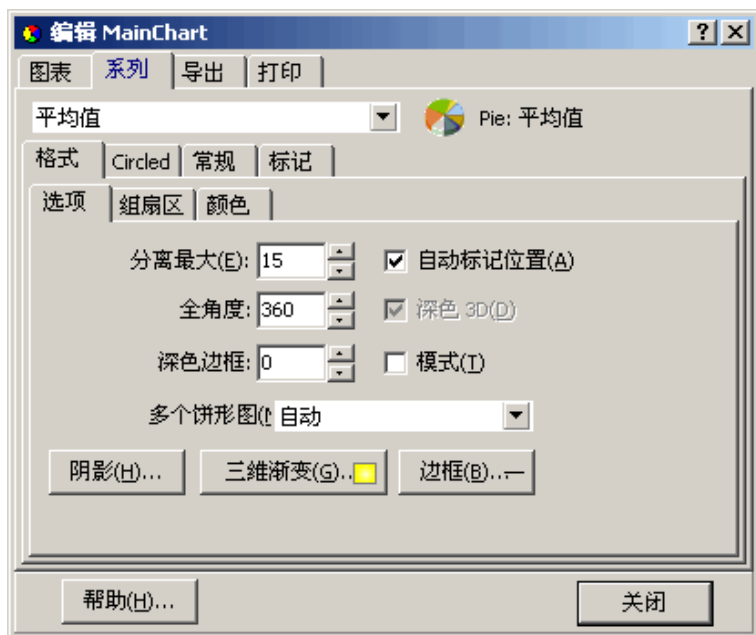 编辑 MainChart
图表 系列 导出 打印
平均值 Pie: 平均值
格式 Circled 常规 标记
选项 组扇区 颜色
分离最大(E): 15 自动标记位置(A)
全角度: 360 深色 3D(D)
深色边框: 0 模式(T)
多个饼形图( 自动
阴影(H)... 三維渐变(G)... 边框(B)...
帮助(H)... 关闭